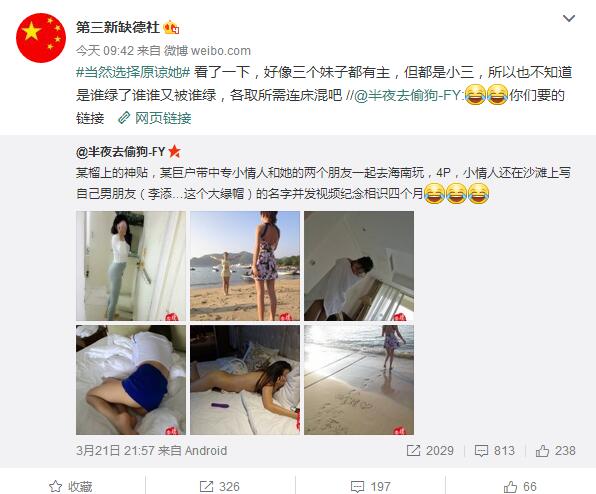 第三新缺德社
今天 09:42 来自 微博 weibo.com
#当然选择原谅她# 看了一下，好像三个妹子都有主，但都是小三，所以也不知道
是谁绿了谁谁又被谁绿，各取所需连床混吧 //@半夜去偷狗-FY:😂😂你们要的
链接 网页链接
@半夜去偷狗-FY
某榴上的神贴，某巨户带中专小情人和她的两个朋友一起去海南玩，4P，小情人还在沙滩上写
自己男朋友（李添…这个大绿帽）的名字并发视频纪念相识四个月😂😂😂
3月21日 21:57 来自 Android 2029 813 238
收藏 326 197 66